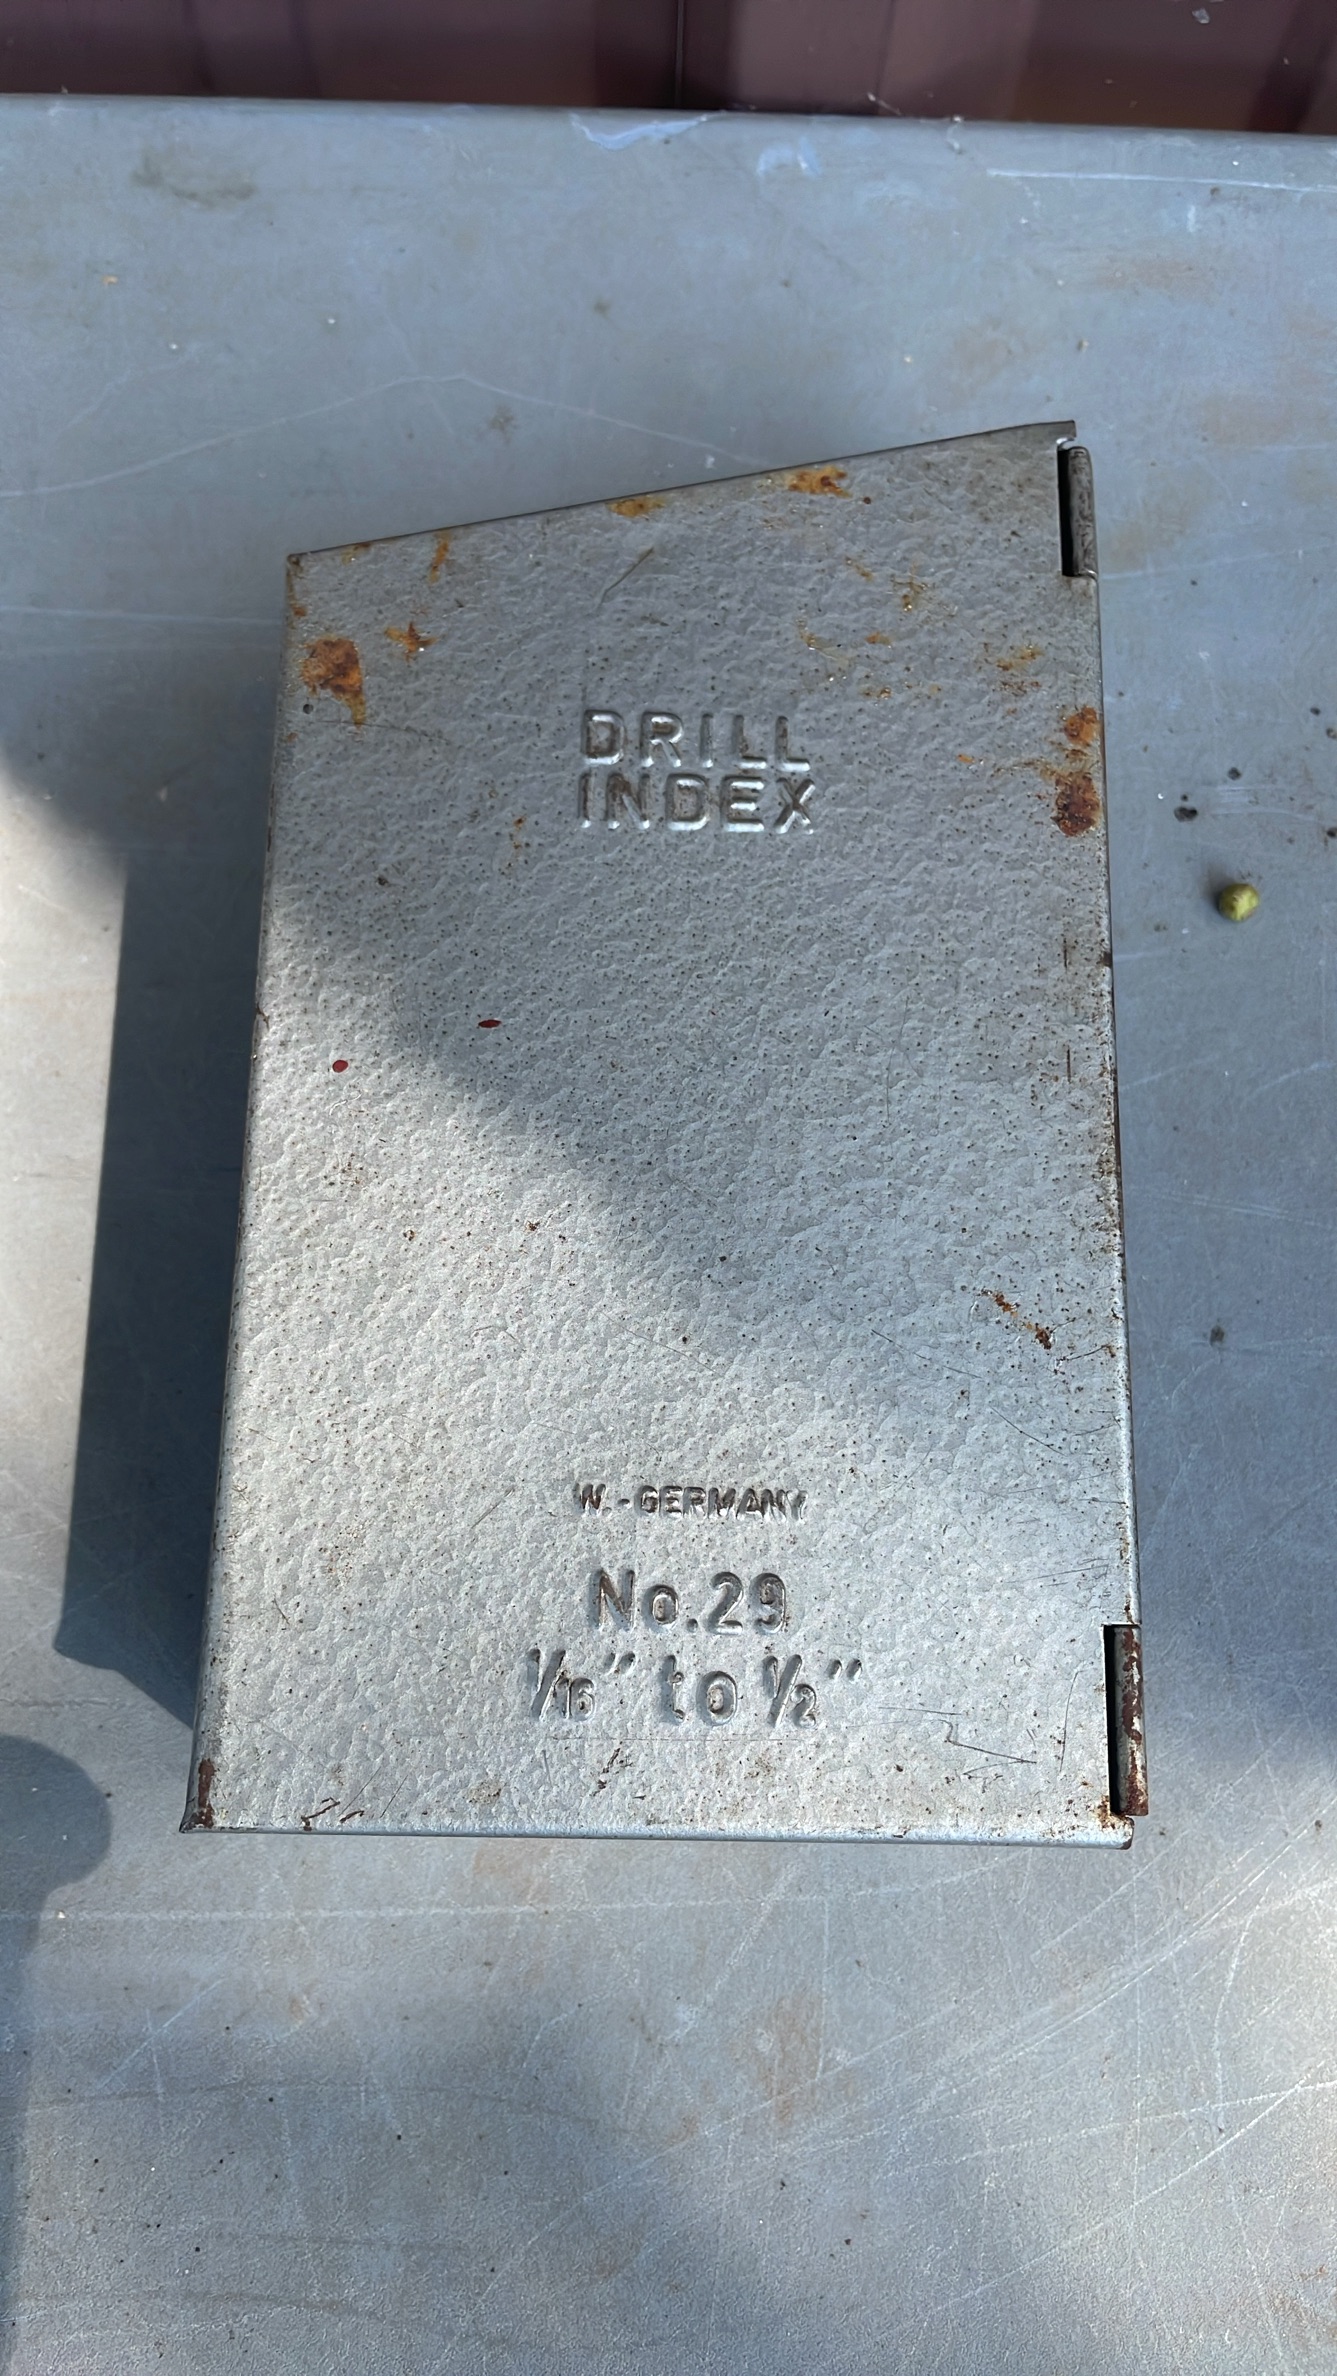 DRILL
INDEX
W.-GERMANY
No.29
1/16" to 1/2"